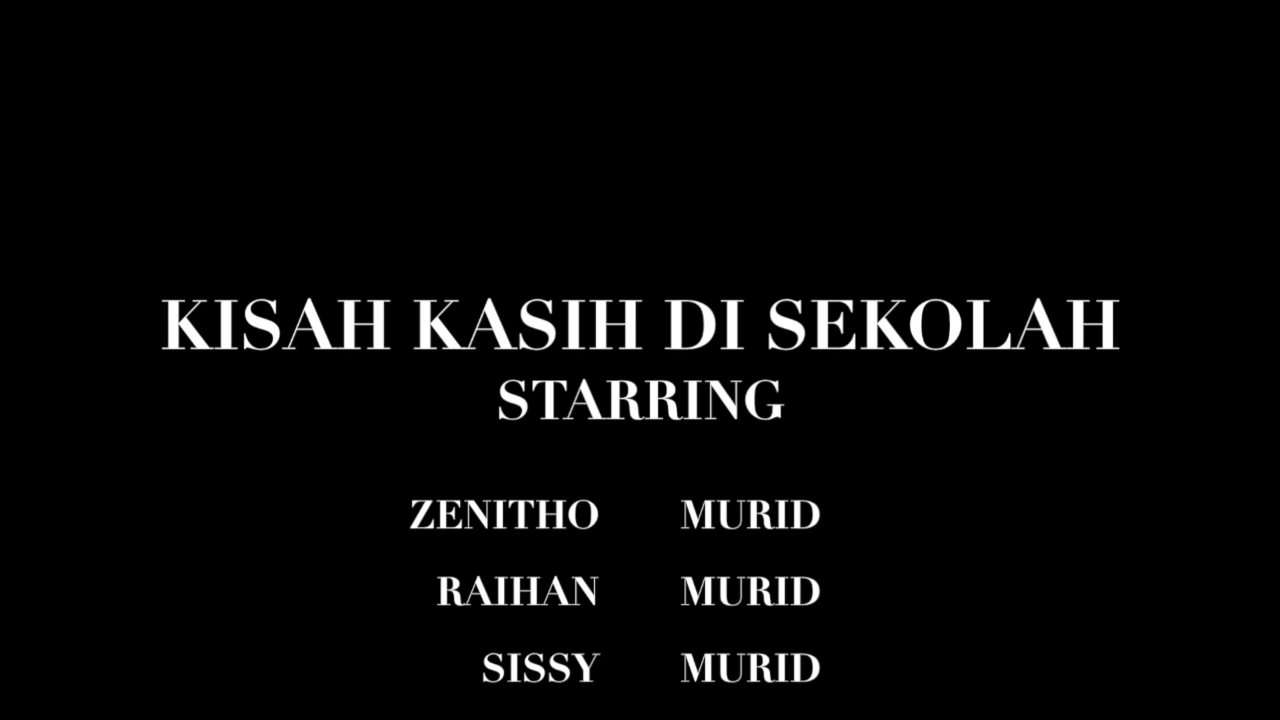 KISAH KASIH DI SEKOLAH
STARRING
ZENITHO MURID
RAIHAN MURID
SISSY MURID